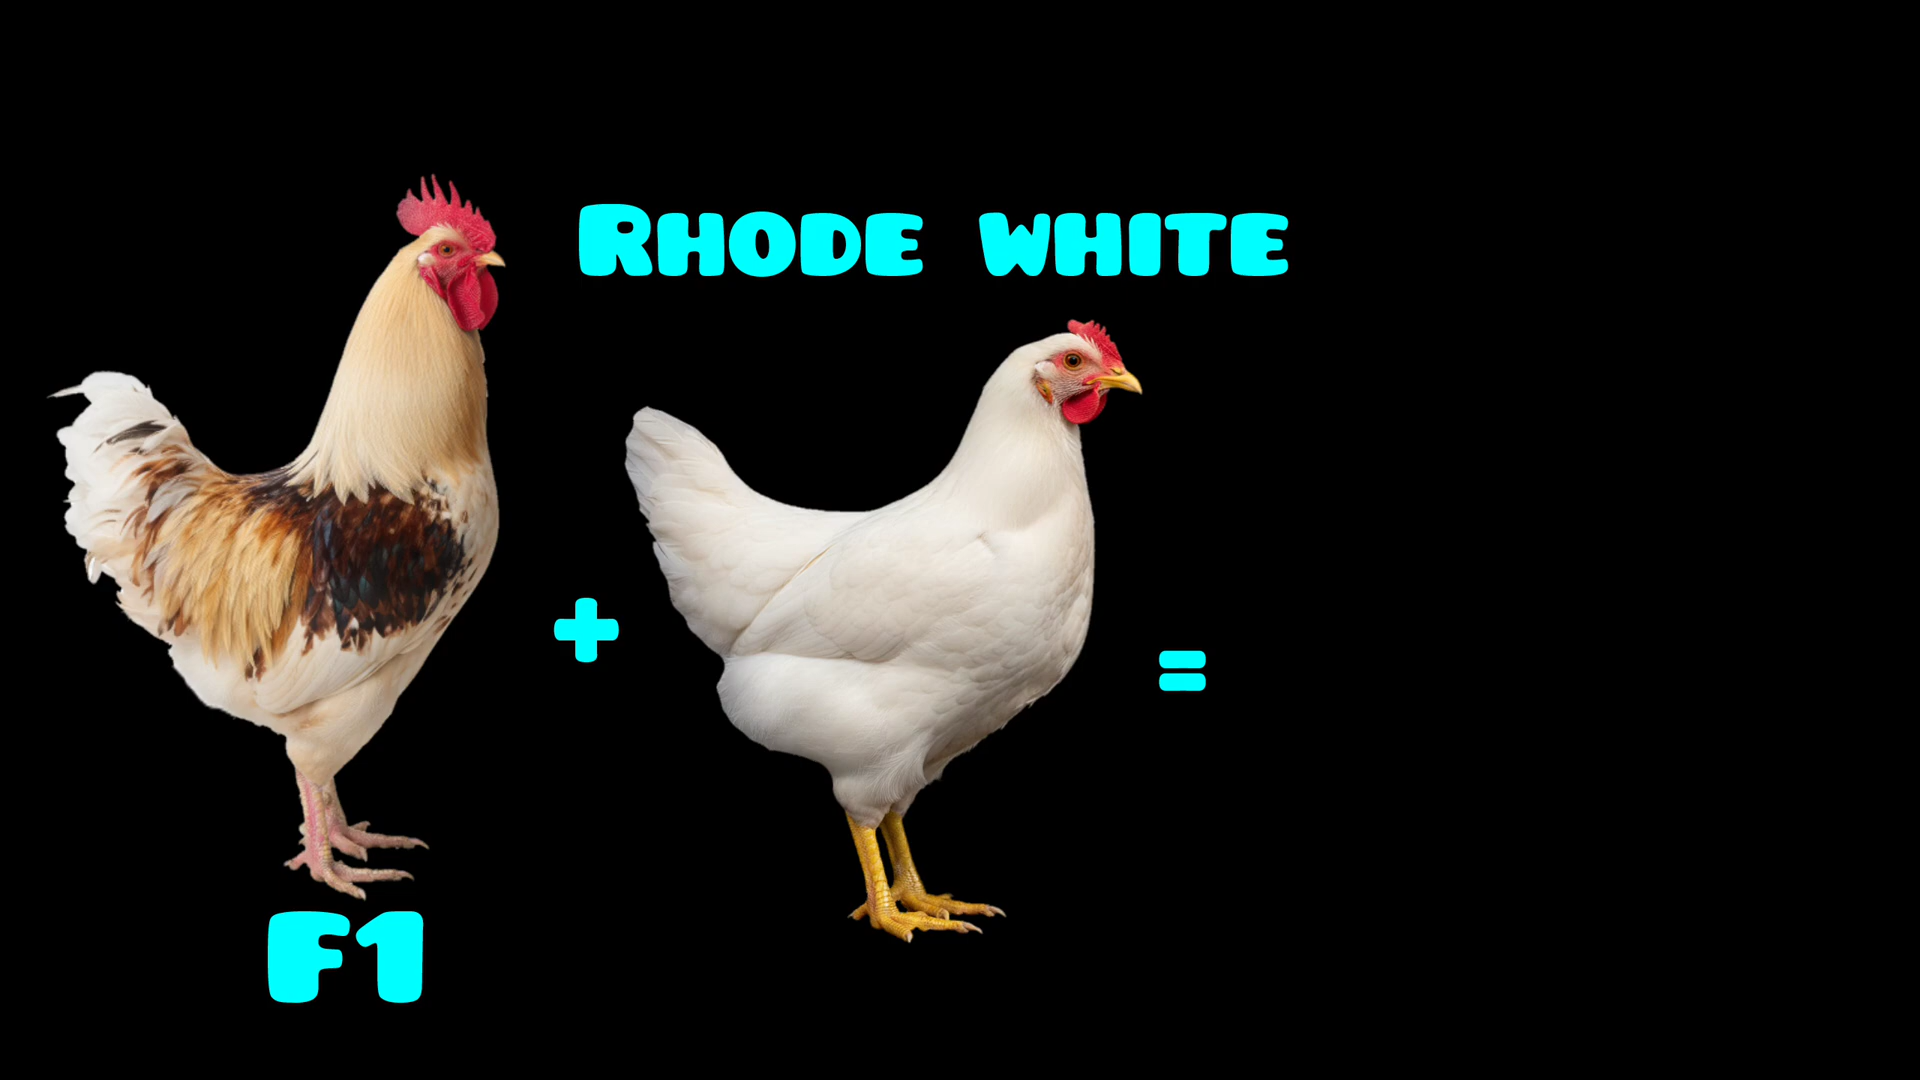 Rhode white
+
=
F1